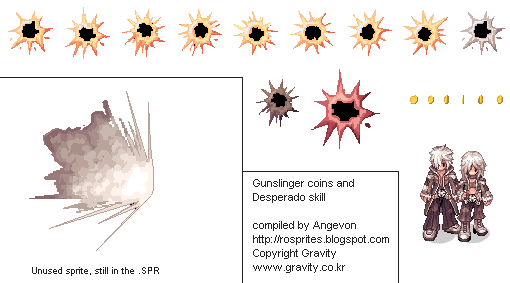 Gunslinger coins and
Desperado skill
compiled by Angevon
http://rosprites.blogspot.com
Copyright Gravity
www.gravity.co.kr
Unused sprite, still in the .SPR